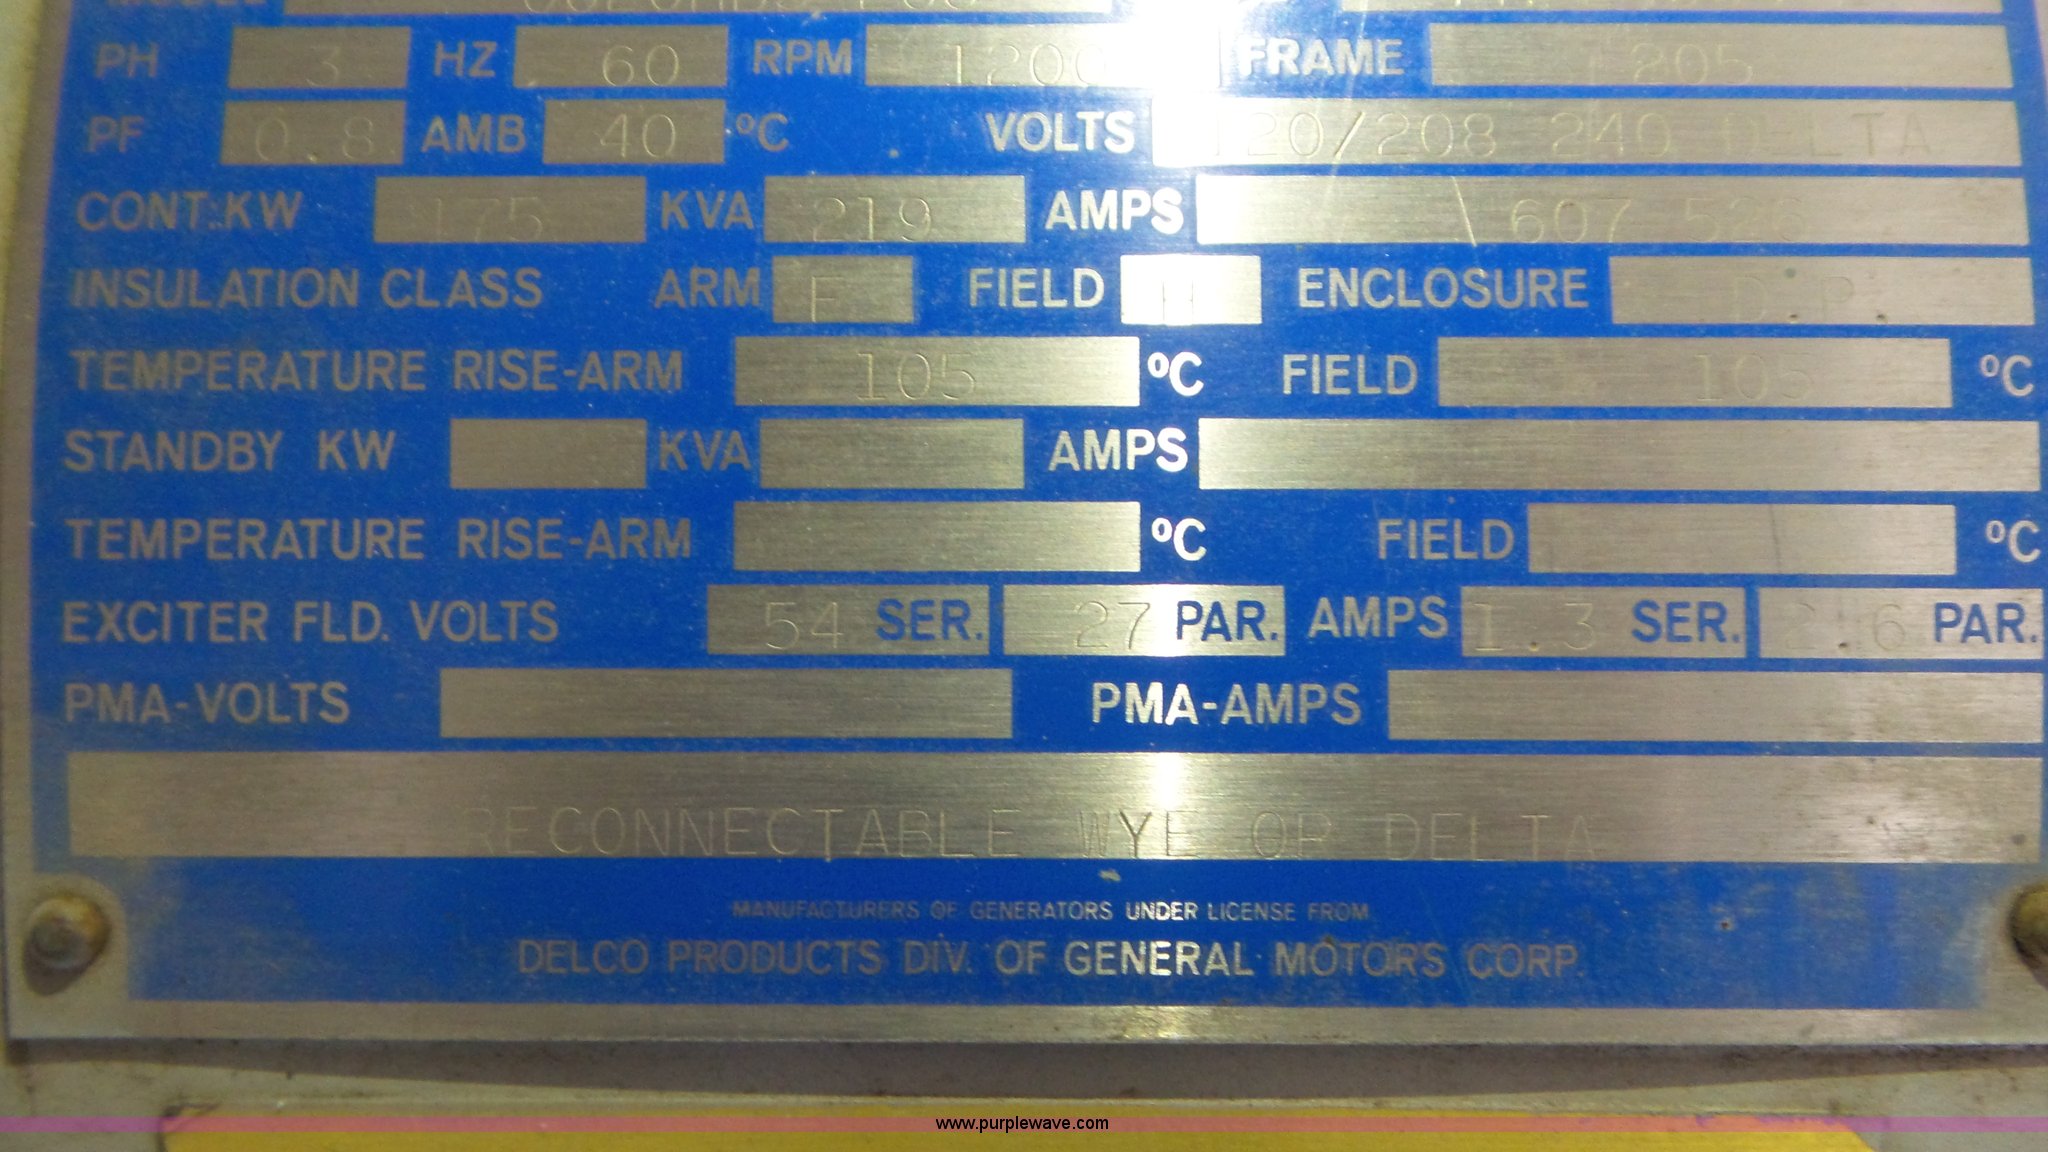 MODEL
PH 3 HZ 60 RPM 1200 FRAME 1205
PF 0.8 AMB 40 °C VOLTS 120/208 240 DELTA
CONT. KW 175 KVA 219 AMPS 607 526
INSULATION CLASS ARM F FIELD H ENCLOSURE D.P.
TEMPERATURE RISE-ARM 105 °C FIELD 105 °C
STANDBY KW KVA AMPS
TEMPERATURE RISE-ARM °C FIELD °C
EXCITER FLD. VOLTS 54 SER. 27 PAR. AMPS 1.3 SER. 2.6 PAR.
PMA-VOLTS PMA-AMPS
RECONNECTABLE WYE OR DELTA
MANUFACTURERS OF GENERATORS UNDER LICENSE FROM
DELCO PRODUCTS DIV. OF GENERAL MOTORS CORP.
www.purplewave.com